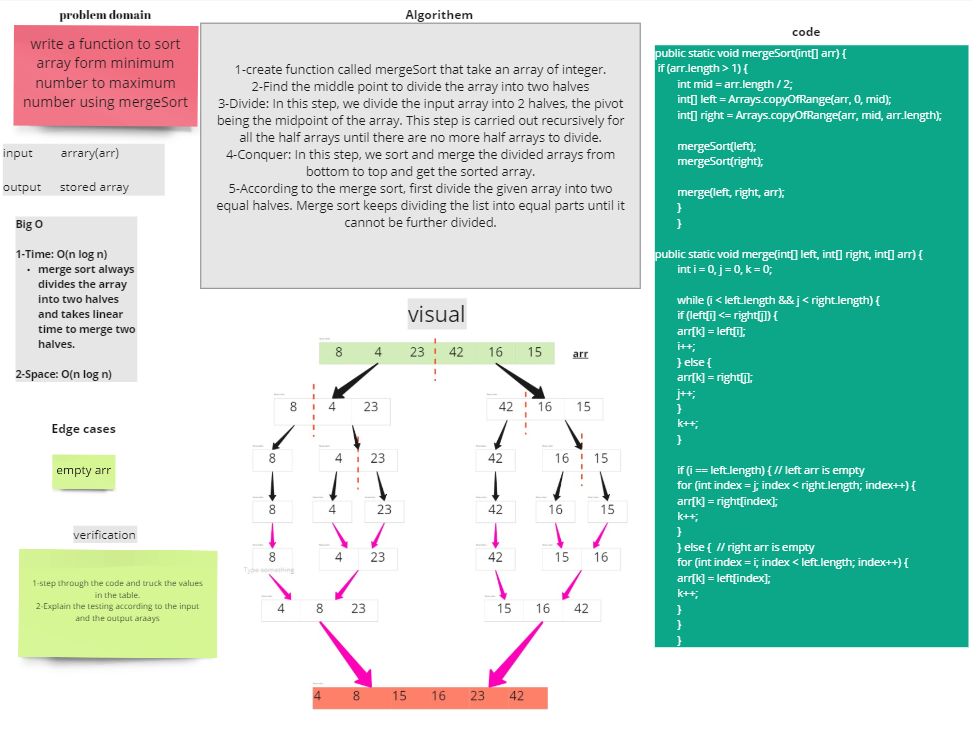 problem domain
write a function to sort
array form minimum
number to maximum
number using mergeSort
input arrary(arr)
output stored array
Big O
1-Time: O(n log n)
• merge sort always
divides the array
into two halves
and takes linear
time to merge two
halves.
2-Space: O(n log n)
Edge cases
empty arr
verification
1-step through the code and truck the values
in the table.
2-Explain the testing according to the input
and the output araays
Algorithem
1-create function called mergeSort that take an array of integer.
2-Find the middle point to divide the array into two halves
3-Divide: In this step, we divide the input array into 2 halves, the pivot
being the midpoint of the array. This step is carried out recursively for
all the half arrays until there are no more half arrays to divide.
4-Conquer: In this step, we sort and merge the divided arrays from
bottom to top and get the sorted array.
5-According to the merge sort, first divide the given array into two
equal halves. Merge sort keeps dividing the list into equal parts until it
cannot be further divided.
visual
8 4 23 42 16 15 arr
8 4 23 42 16 15
8 4 23 42 16 15
8 4 23 42 16 15
8 4 23 42 15 16
Type something
4 8 23 15 16 42
4 8 15 16 23 42
code
public static void mergeSort(int[] arr) {
if (arr.length > 1) {
int mid = arr.length / 2;
int[] left = Arrays.copyOfRange(arr, 0, mid);
int[] right = Arrays.copyOfRange(arr, mid, arr.length);
mergeSort(left);
mergeSort(right);
merge(left, right, arr);
}
}
public static void merge(int[] left, int[] right, int[] arr) {
int i = 0, j = 0, k = 0;
while (i < left.length && j < right.length) {
if (left[i] <= right[j]) {
arr[k] = left[i];
i++;
} else {
arr[k] = right[j];
j++;
}
k++;
}
if (i == left.length) { // left arr is empty
for (int index = j; index < right.length; index++) {
arr[k] = right[index];
k++;
}
} else { // right arr is empty
for (int index = i; index < left.length; index++) {
arr[k] = left[index];
k++;
}
}
}